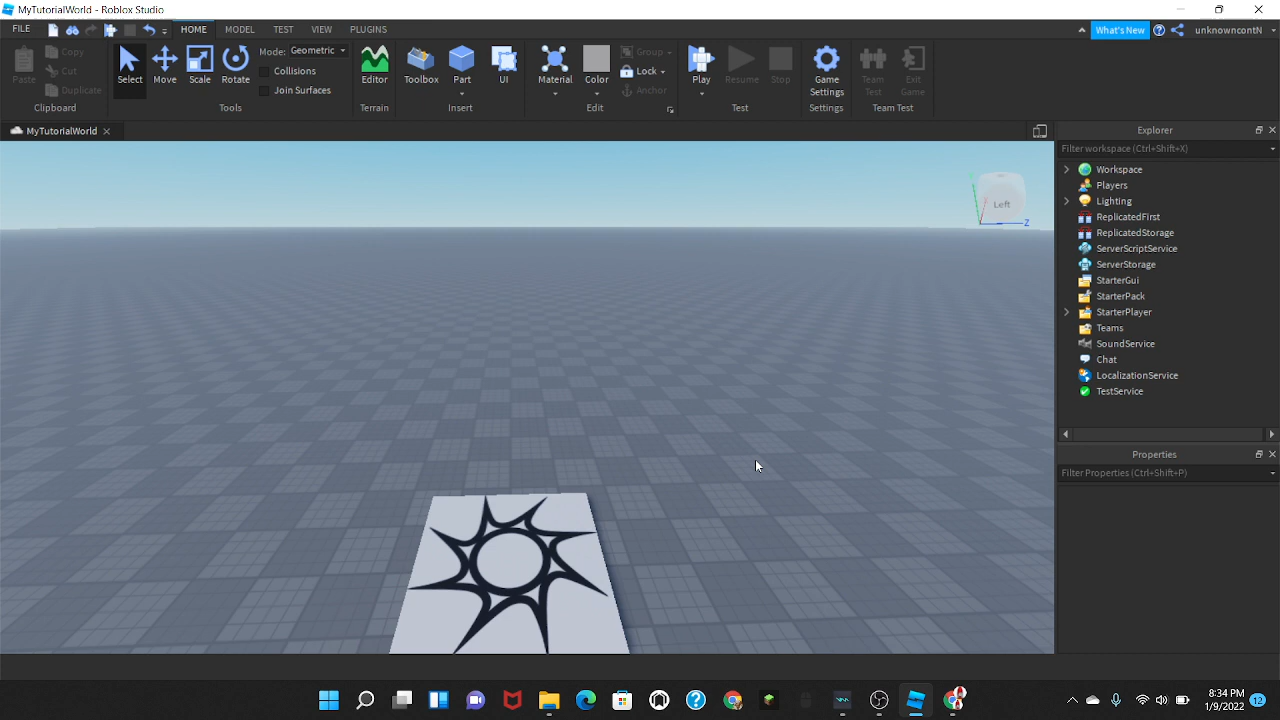 MyTutorialWorld - Roblox Studio
FILE HOME MODEL TEST VIEW PLUGINS What's New unknowncontN
Paste Copy Cut Duplicate Clipboard
Select Move Scale Rotate Mode: Geometric Collisions Join Surfaces Tools
Editor Terrain
Toolbox Part UI Insert
Material Color Group Lock Anchor Edit
Play Resume Stop Test
Game Settings Settings
Team Test Exit Game Team Test
MyTutorialWorld
Left
Z
Explorer
Filter workspace (Ctrl+Shift+X)
Workspace
Players
Lighting
ReplicatedFirst
ReplicatedStorage
ServerScriptService
ServerStorage
StarterGui
StarterPack
StarterPlayer
Teams
SoundService
Chat
LocalizationService
TestService
Properties
Filter Properties (Ctrl+Shift+P)
8:34 PM
1/9/2022
12